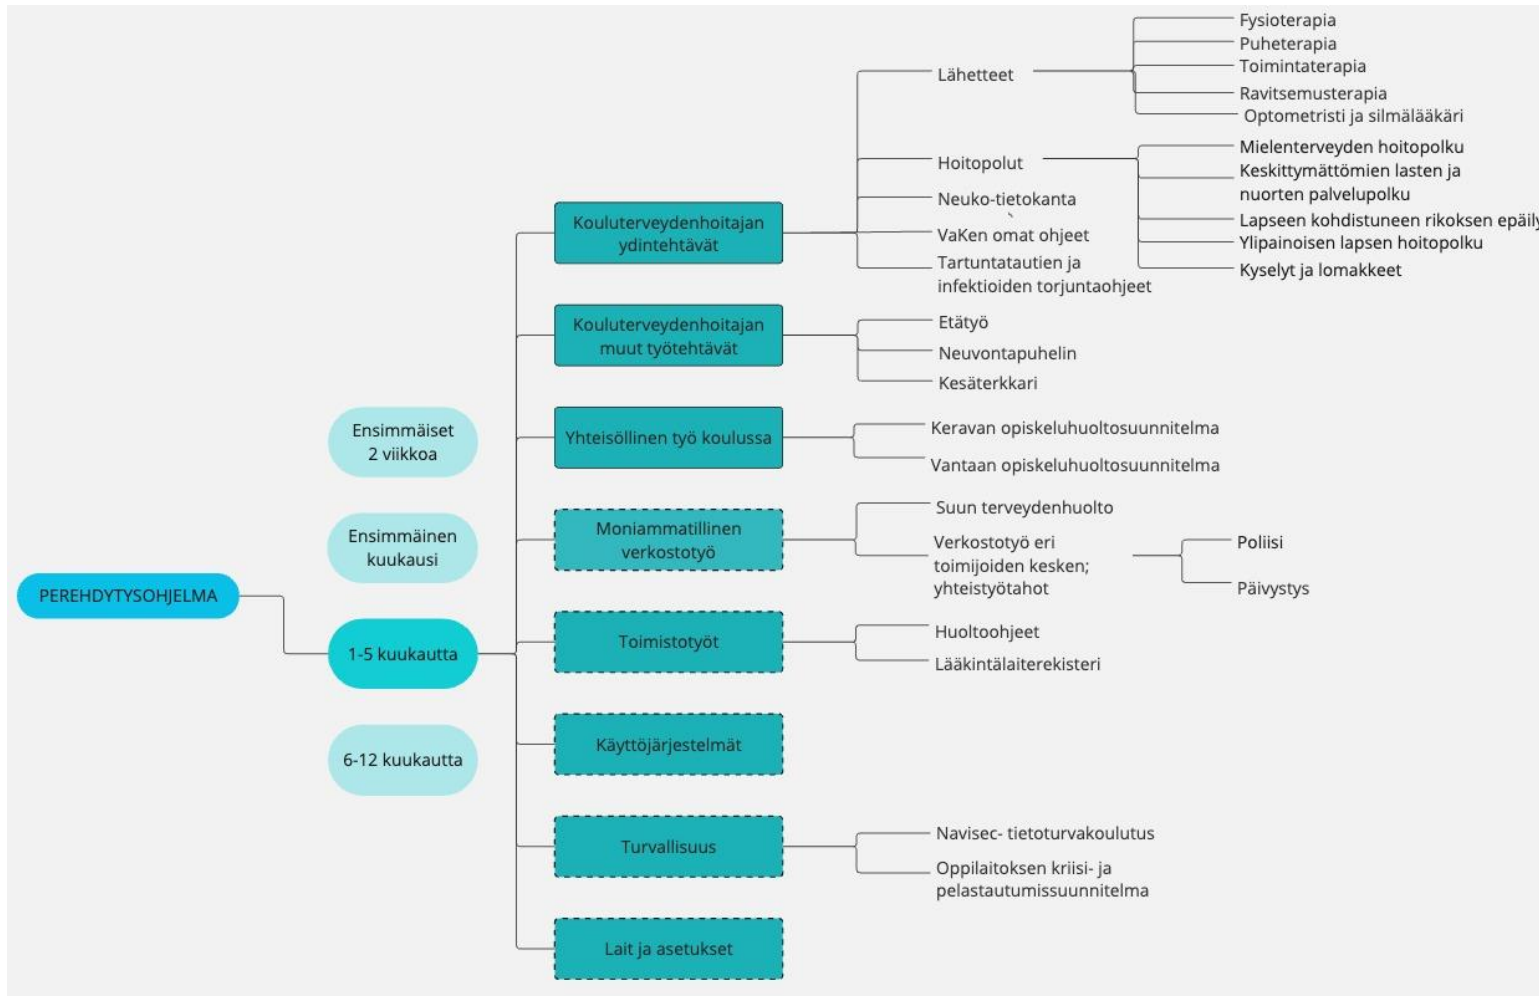 PEREHDYTYSOHJELMA
Ensimmäiset
2 viikkoa
Ensimmäinen
kuukausi
1-5 kuukautta
6-12 kuukautta
Kouluterveydenhoitajan
ydintehtävät
Lähetteet
Fysioterapia
Puheterapia
Toimintaterapia
Ravitsemusterapia
Optometristi ja silmälääkäri
Hoitopolut
Mielenterveyden hoitopolku
Keskittymättömien lasten ja
nuorten palvelupolku
Lapseen kohdistuneen rikoksen epäily
Ylipainoisen lapsen hoitopolku
Kyselyt ja lomakkeet
Neuko-tietokanta
VaKen omat ohjeet
Tartuntatautien ja
infektioiden torjuntaohjeet
Kouluterveydenhoitajan
muut työtehtävät
Etätyö
Neuvontapuhelin
Kesäterkkari
Yhteisöllinen työ koulussa
Keravan opiskeluhuoltosuunnitelma
Vantaan opiskeluhuoltosuunnitelma
Moniammatillinen
verkostotyö
Suun terveydenhuolto
Verkostotyö eri
toimijoiden kesken;
yhteistyötahot
Poliisi
Päivystys
Toimistotyöt
Huoltoohjeet
Lääkintälaiterekisteri
Käyttöjärjestelmät
Turvallisuus
Navisec- tietoturvakoulutus
Oppilaitoksen kriisi- ja
pelastautumissuunnitelma
Lait ja asetukset